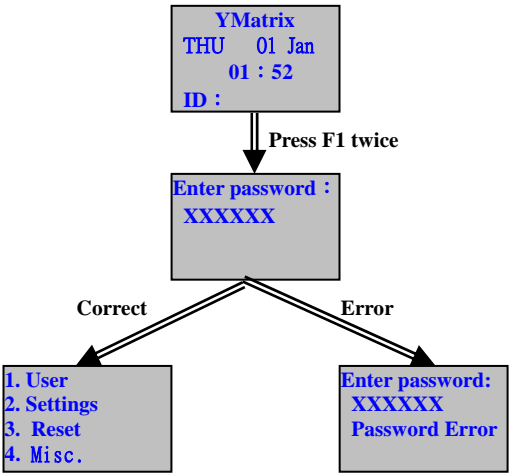 YMatrix
THU 01 Jan
01：52
ID：
Press F1 twice
Enter password：
XXXXXX
Correct
Error
1. User
2. Settings
3. Reset
4. Misc.
Enter password:
XXXXXX
Password Error